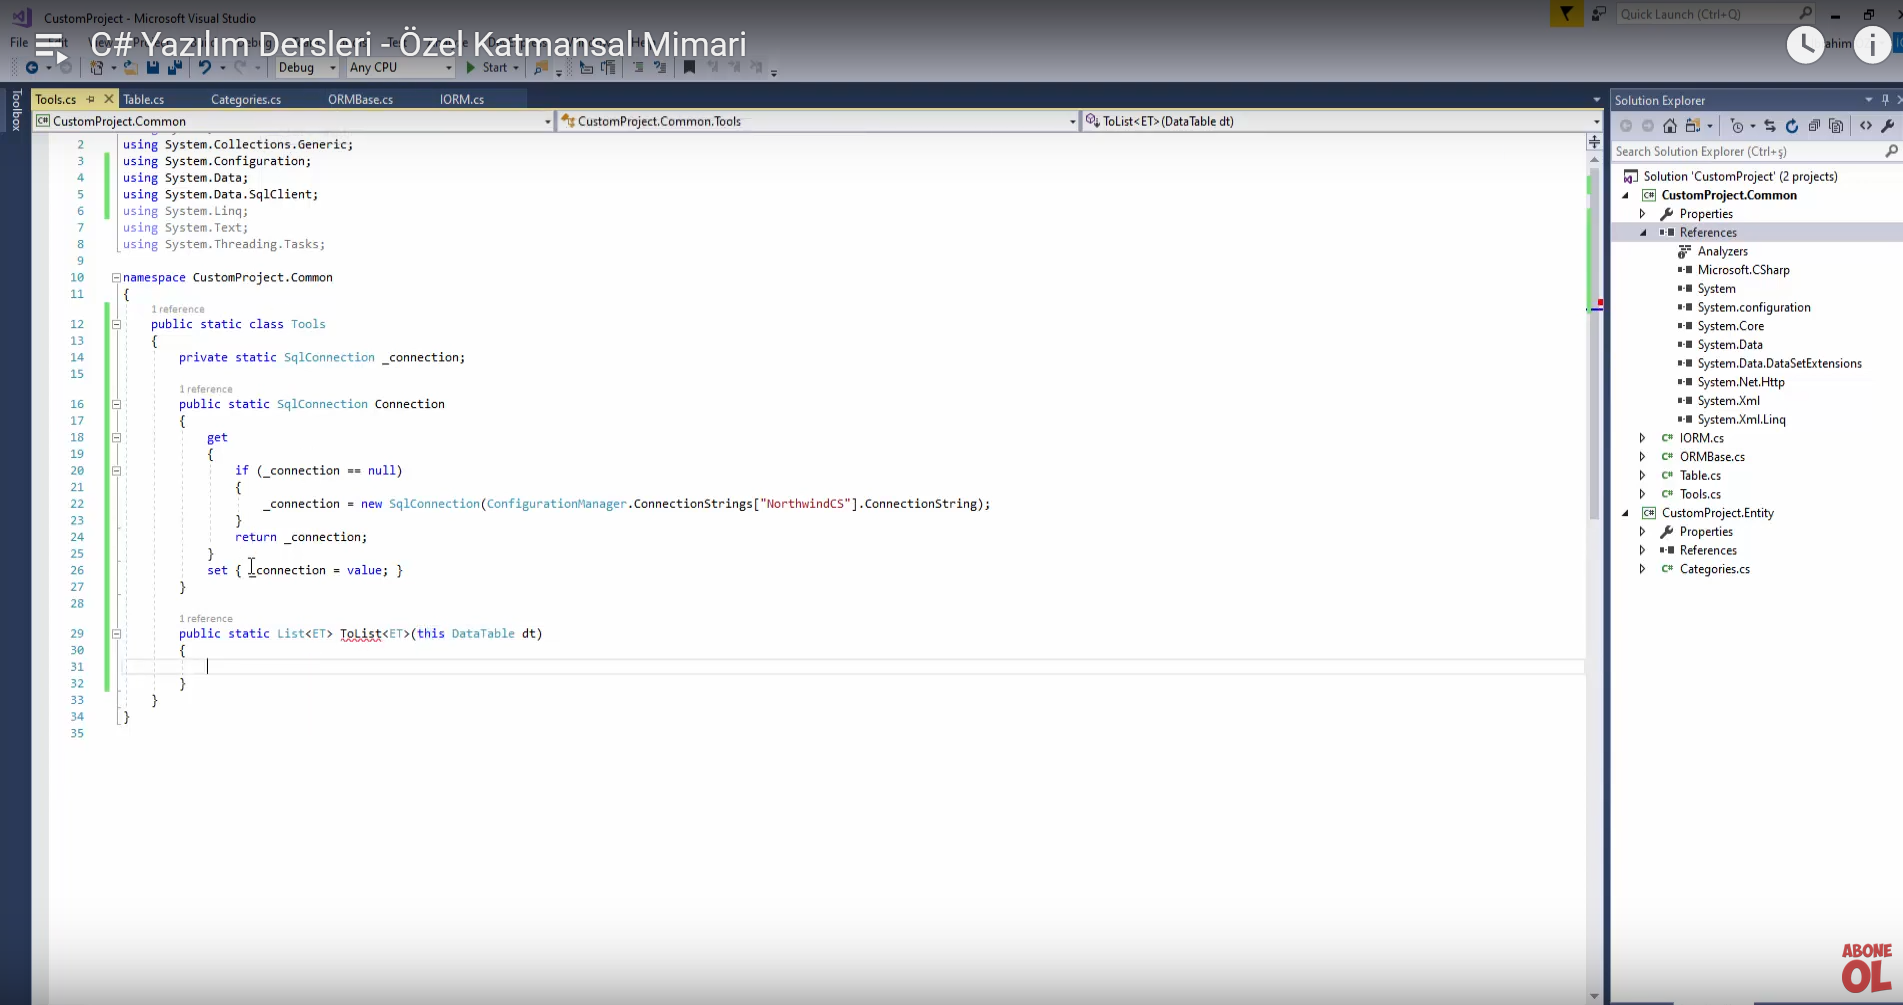 CustomProject - Microsoft Visual Studio
Quick Launch (Ctrl+Q)
C# Yazılım Dersleri - Özel Katmansal Mimari
File
Debug
Any CPU
Start
Toolbox
Tools.cs
Table.cs
Categories.cs
ORMBase.cs
IORM.cs
CustomProject.Common
CustomProject.Common.Tools
ToList<ET>(DataTable dt)
2 using System.Collections.Generic;
3 using System.Configuration;
4 using System.Data;
5 using System.Data.SqlClient;
6 using System.Linq;
7 using System.Text;
8 using System.Threading.Tasks;
9
10 namespace CustomProject.Common
11 {
1 reference
12 public static class Tools
13 {
14 private static SqlConnection _connection;
15
1 reference
16 public static SqlConnection Connection
17 {
18 get
19 {
20 if (_connection == null)
21 {
22 _connection = new SqlConnection(ConfigurationManager.ConnectionStrings["NorthwindCS"].ConnectionString);
23 }
24 return _connection;
25 }
26 set { _connection = value; }
27 }
28
1 reference
29 public static List<ET> ToList<ET>(this DataTable dt)
30 {
31
32 }
33 }
34 }
35
Solution Explorer
Search Solution Explorer (Ctrl+ş)
Solution 'CustomProject' (2 projects)
CustomProject.Common
Properties
References
Analyzers
Microsoft.CSharp
System
System.configuration
System.Core
System.Data
System.Data.DataSetExtensions
System.Net.Http
System.Xml
System.Xml.Linq
IORM.cs
ORMBase.cs
Table.cs
Tools.cs
CustomProject.Entity
Properties
References
Categories.cs
ABONE
OL